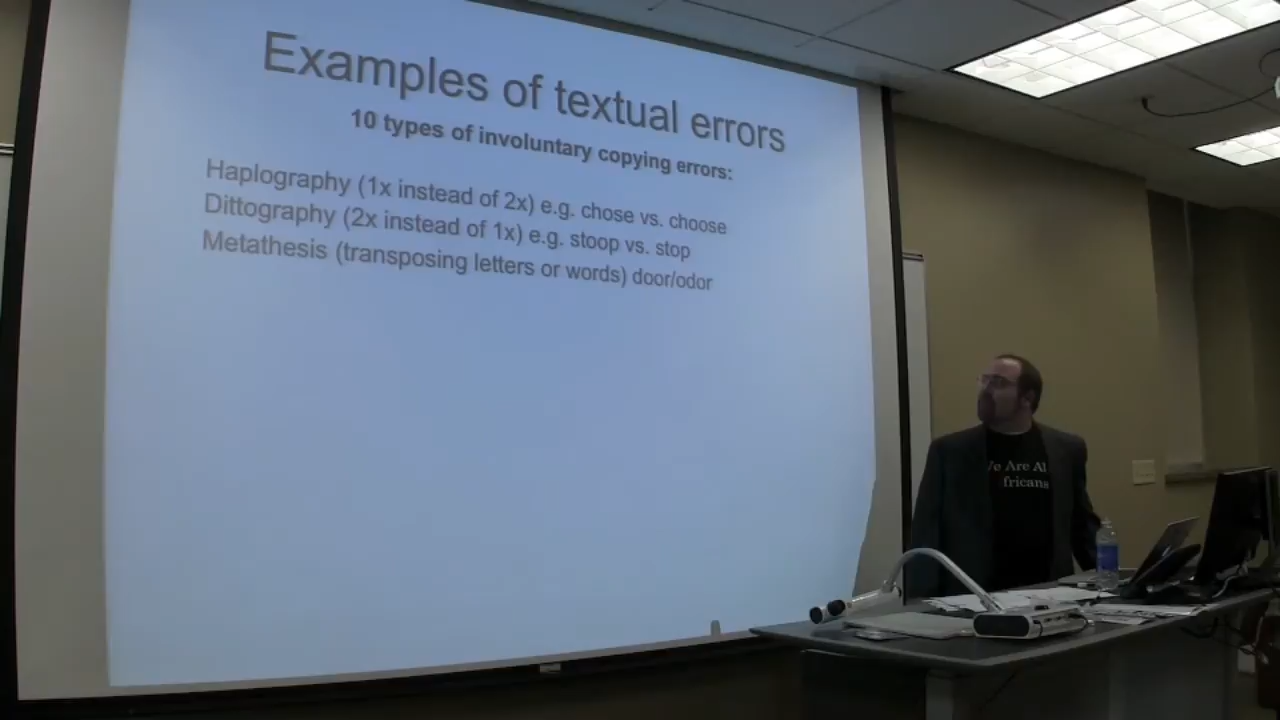 Examples of textual errors
10 types of involuntary copying errors:
Haplography (1x instead of 2x) e.g. chose vs. choose
Dittography (2x instead of 1x) e.g. stoop vs. stop
Metathesis (transposing letters or words) door/odor
e Are Al
fricans